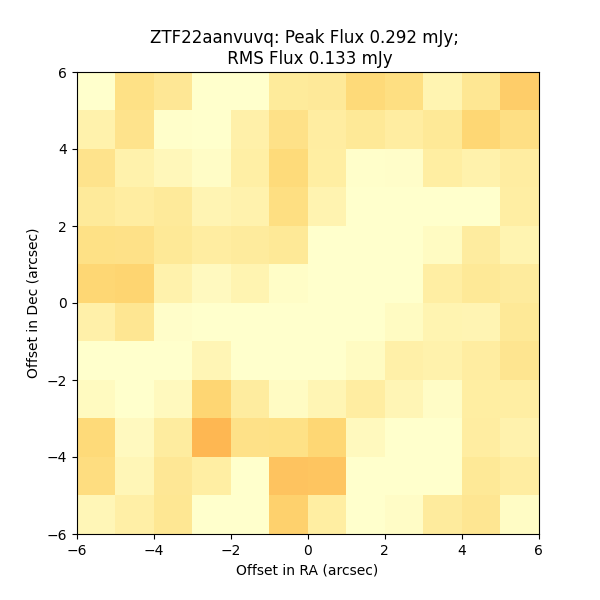 ZTF22aanvuvq: Peak Flux 0.292 mJy;
RMS Flux 0.133 mJy
6
4
2
0
−2
−4
−6
Offset in Dec (arcsec)
−6 −4 −2 0 2 4 6
Offset in RA (arcsec)